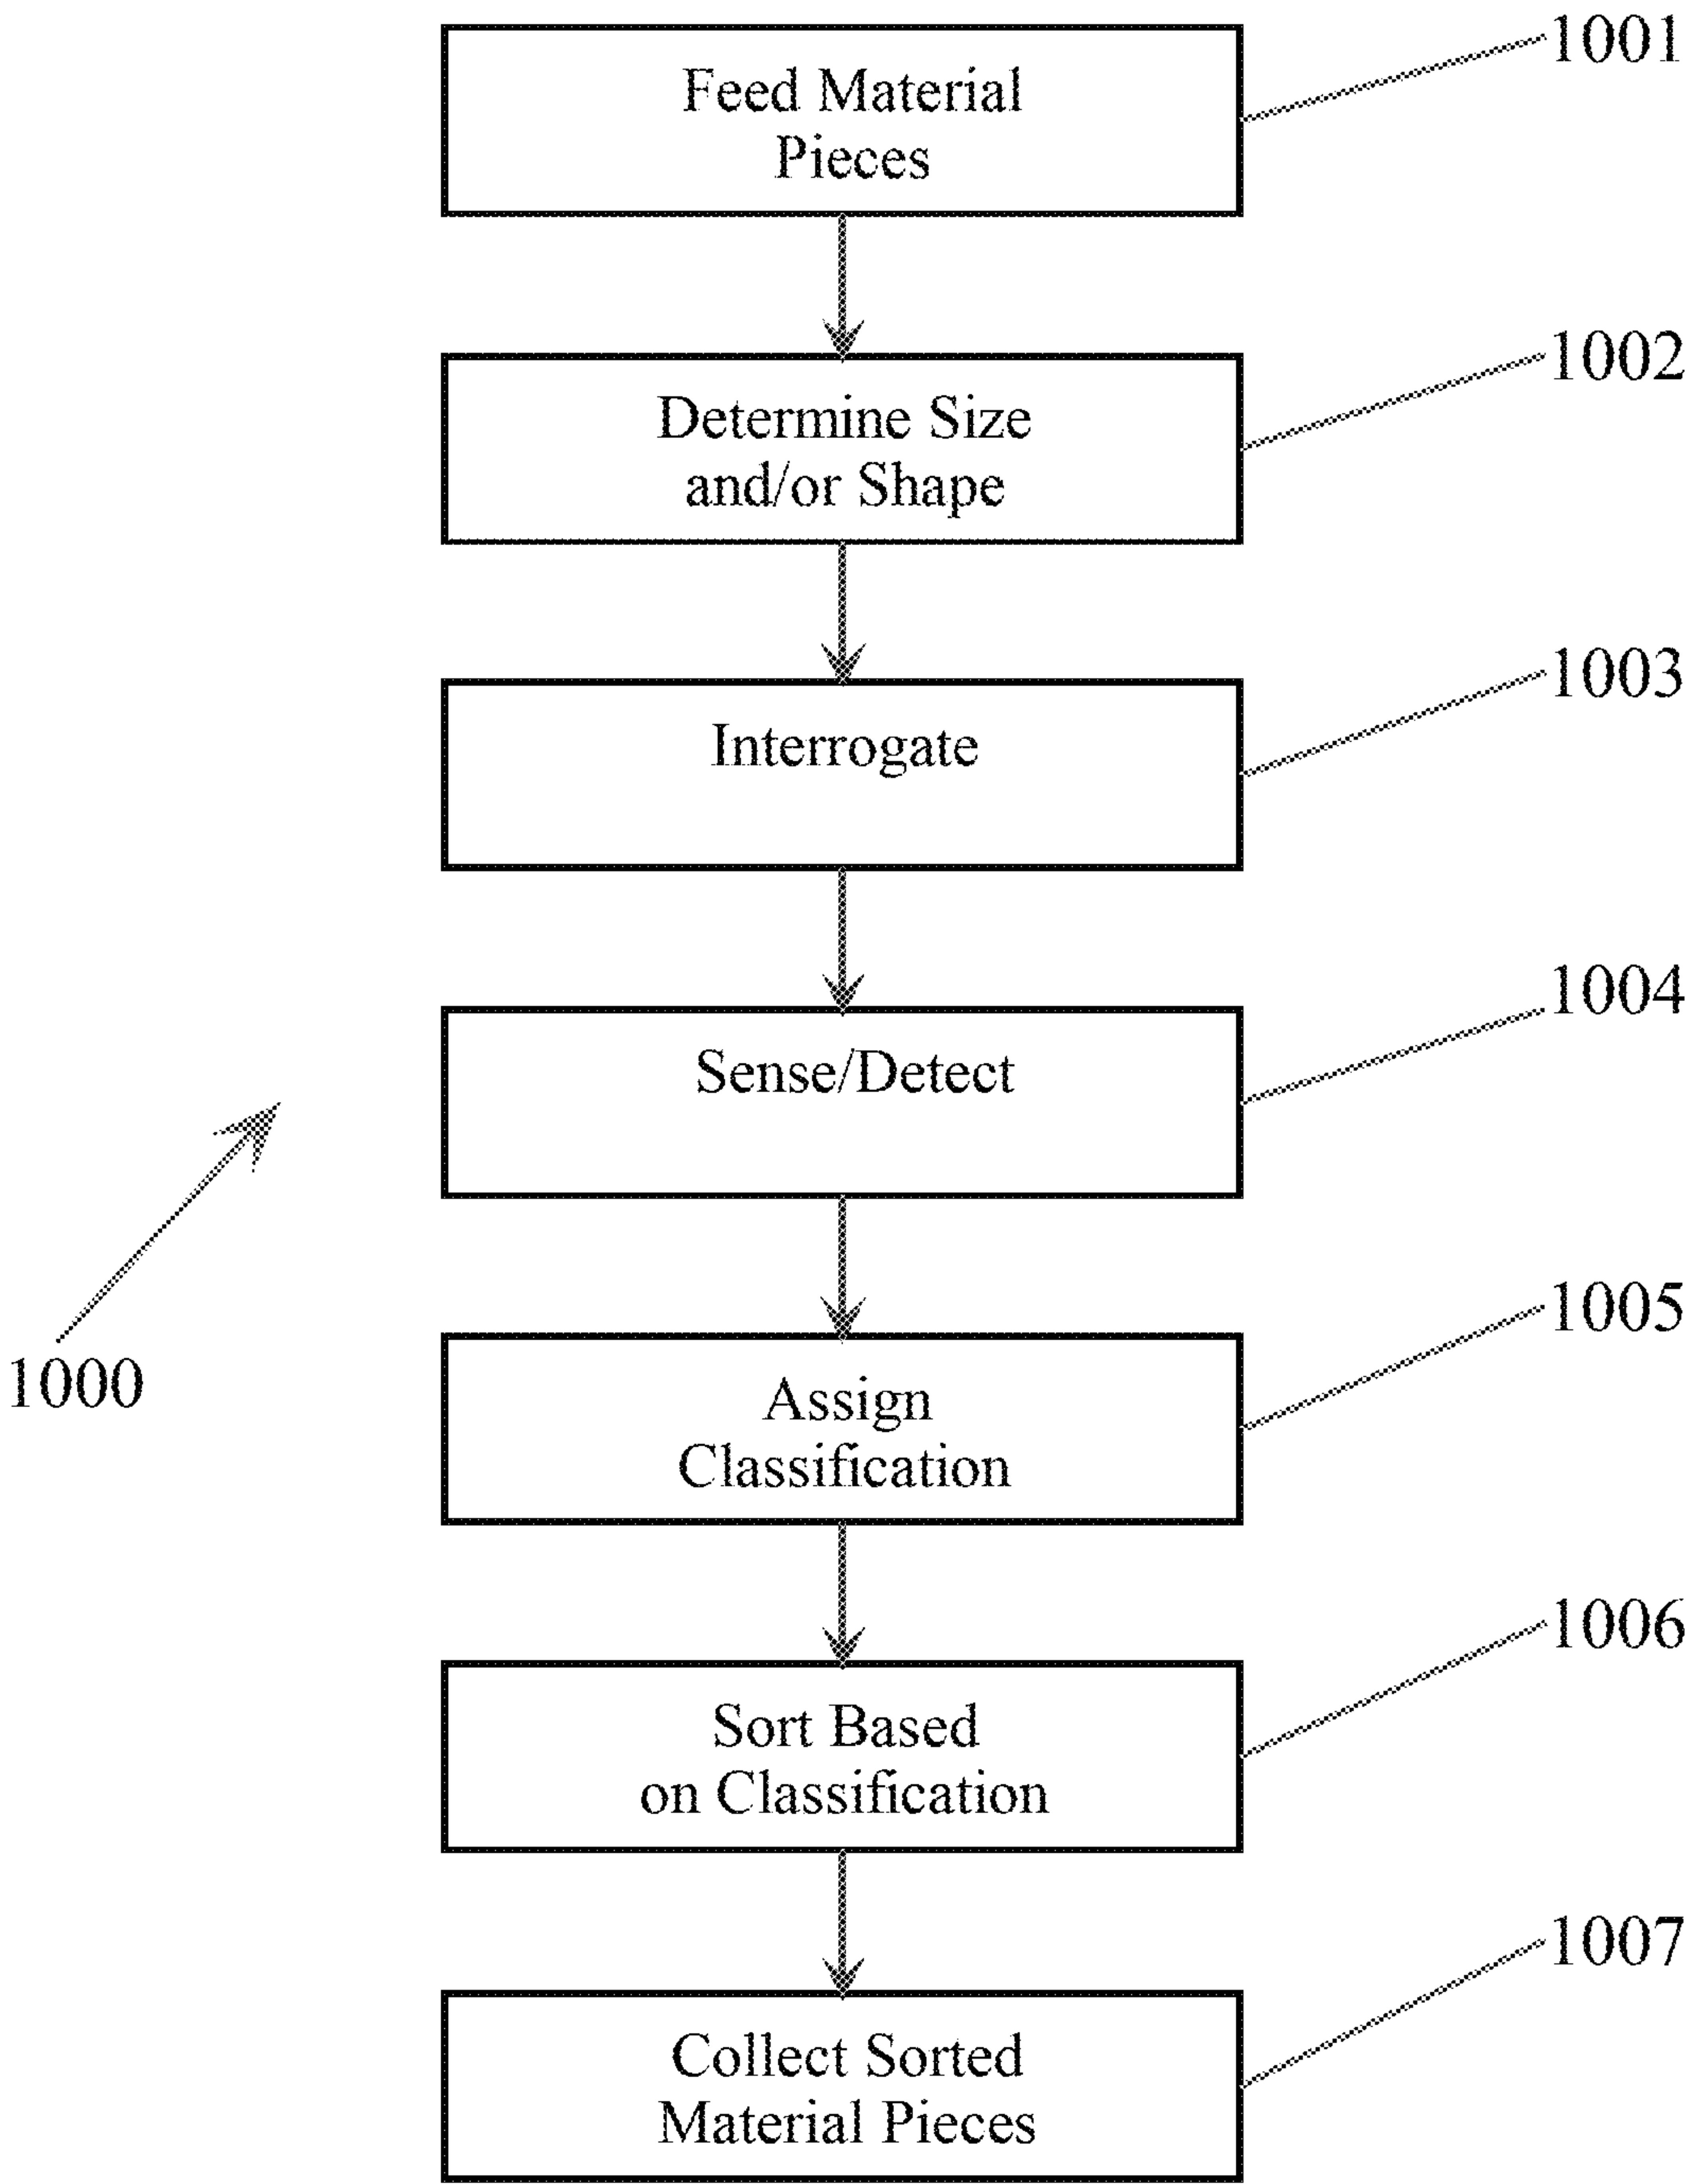 1001
Feed Material
Pieces
1002
Determine Size
and/or Shape
1003
Interrogate
1004
Sense/Detect
1000
1005
Assign
Classification
1006
Sort Based
on Classification
1007
Collect Sorted
Material Pieces